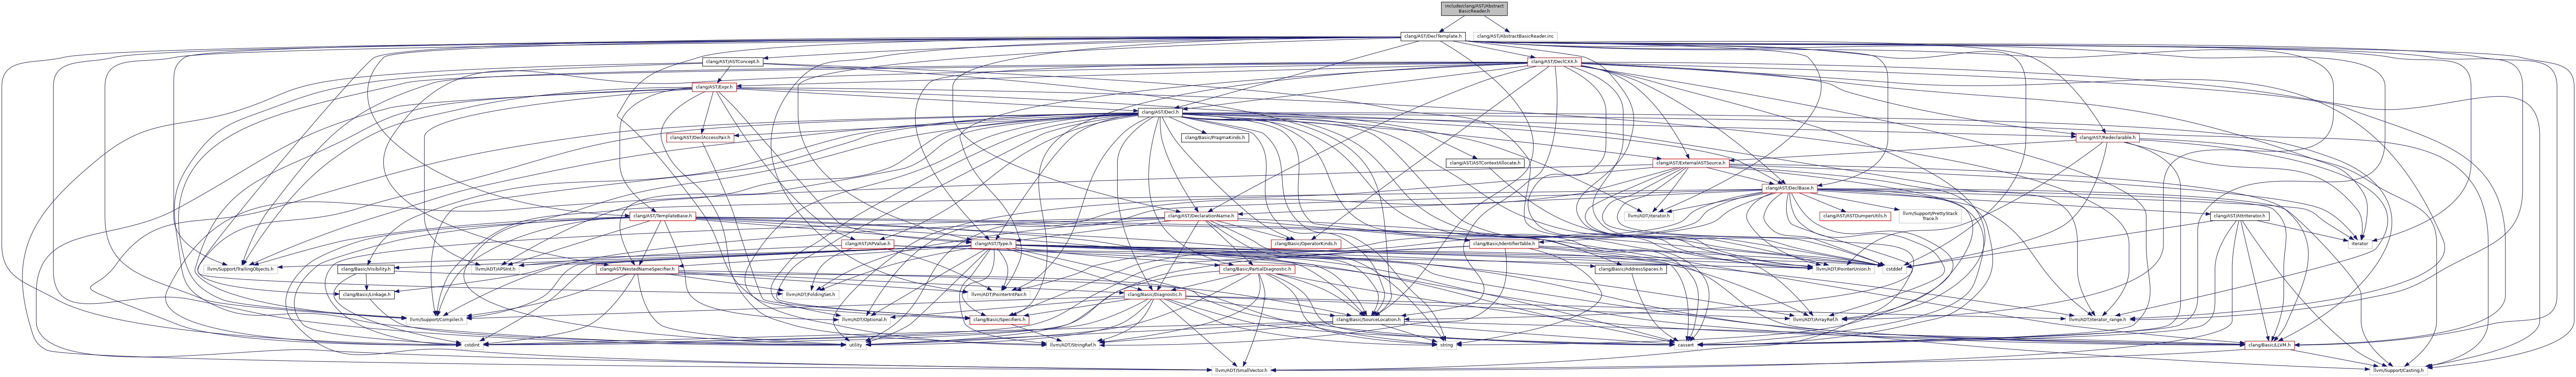 include/clang/AST/Abstract
BasicReader.h
clang/AST/DeclTemplate.h
clang/AST/AbstractBasicReader.inc
clang/AST/ASTConcept.h
clang/AST/DeclCXX.h
clang/AST/Expr.h
clang/AST/Decl.h
clang/AST/DeclAccessPair.h
clang/Basic/PragmaKinds.h
clang/AST/Redeclarable.h
clang/AST/ASTContextAllocate.h
clang/AST/ExternalASTSource.h
clang/AST/DeclBase.h
clang/AST/TemplateBase.h
clang/AST/DeclarationName.h
llvm/ADT/iterator.h
clang/AST/ASTDumperUtils.h
llvm/Support/PrettyStack
Trace.h
clang/AST/AttrIterator.h
clang/AST/APValue.h
clang/AST/Type.h
clang/Basic/OperatorKinds.h
clang/Basic/IdentifierTable.h
iterator
llvm/Support/TrailingObjects.h
clang/Basic/Visibility.h
llvm/ADT/APSInt.h
clang/AST/NestedNameSpecifier.h
clang/Basic/PartialDiagnostic.h
clang/Basic/AddressSpaces.h
llvm/ADT/PointerUnion.h
cstddef
clang/Basic/Linkage.h
llvm/ADT/FoldingSet.h
llvm/ADT/PointerIntPair.h
clang/Basic/Diagnostic.h
llvm/Support/Compiler.h
llvm/ADT/Optional.h
clang/Basic/Specifiers.h
clang/Basic/SourceLocation.h
llvm/ADT/ArrayRef.h
llvm/ADT/iterator_range.h
cstdint
utility
llvm/ADT/StringRef.h
string
cassert
clang/Basic/LLVM.h
llvm/ADT/SmallVector.h
llvm/Support/Casting.h